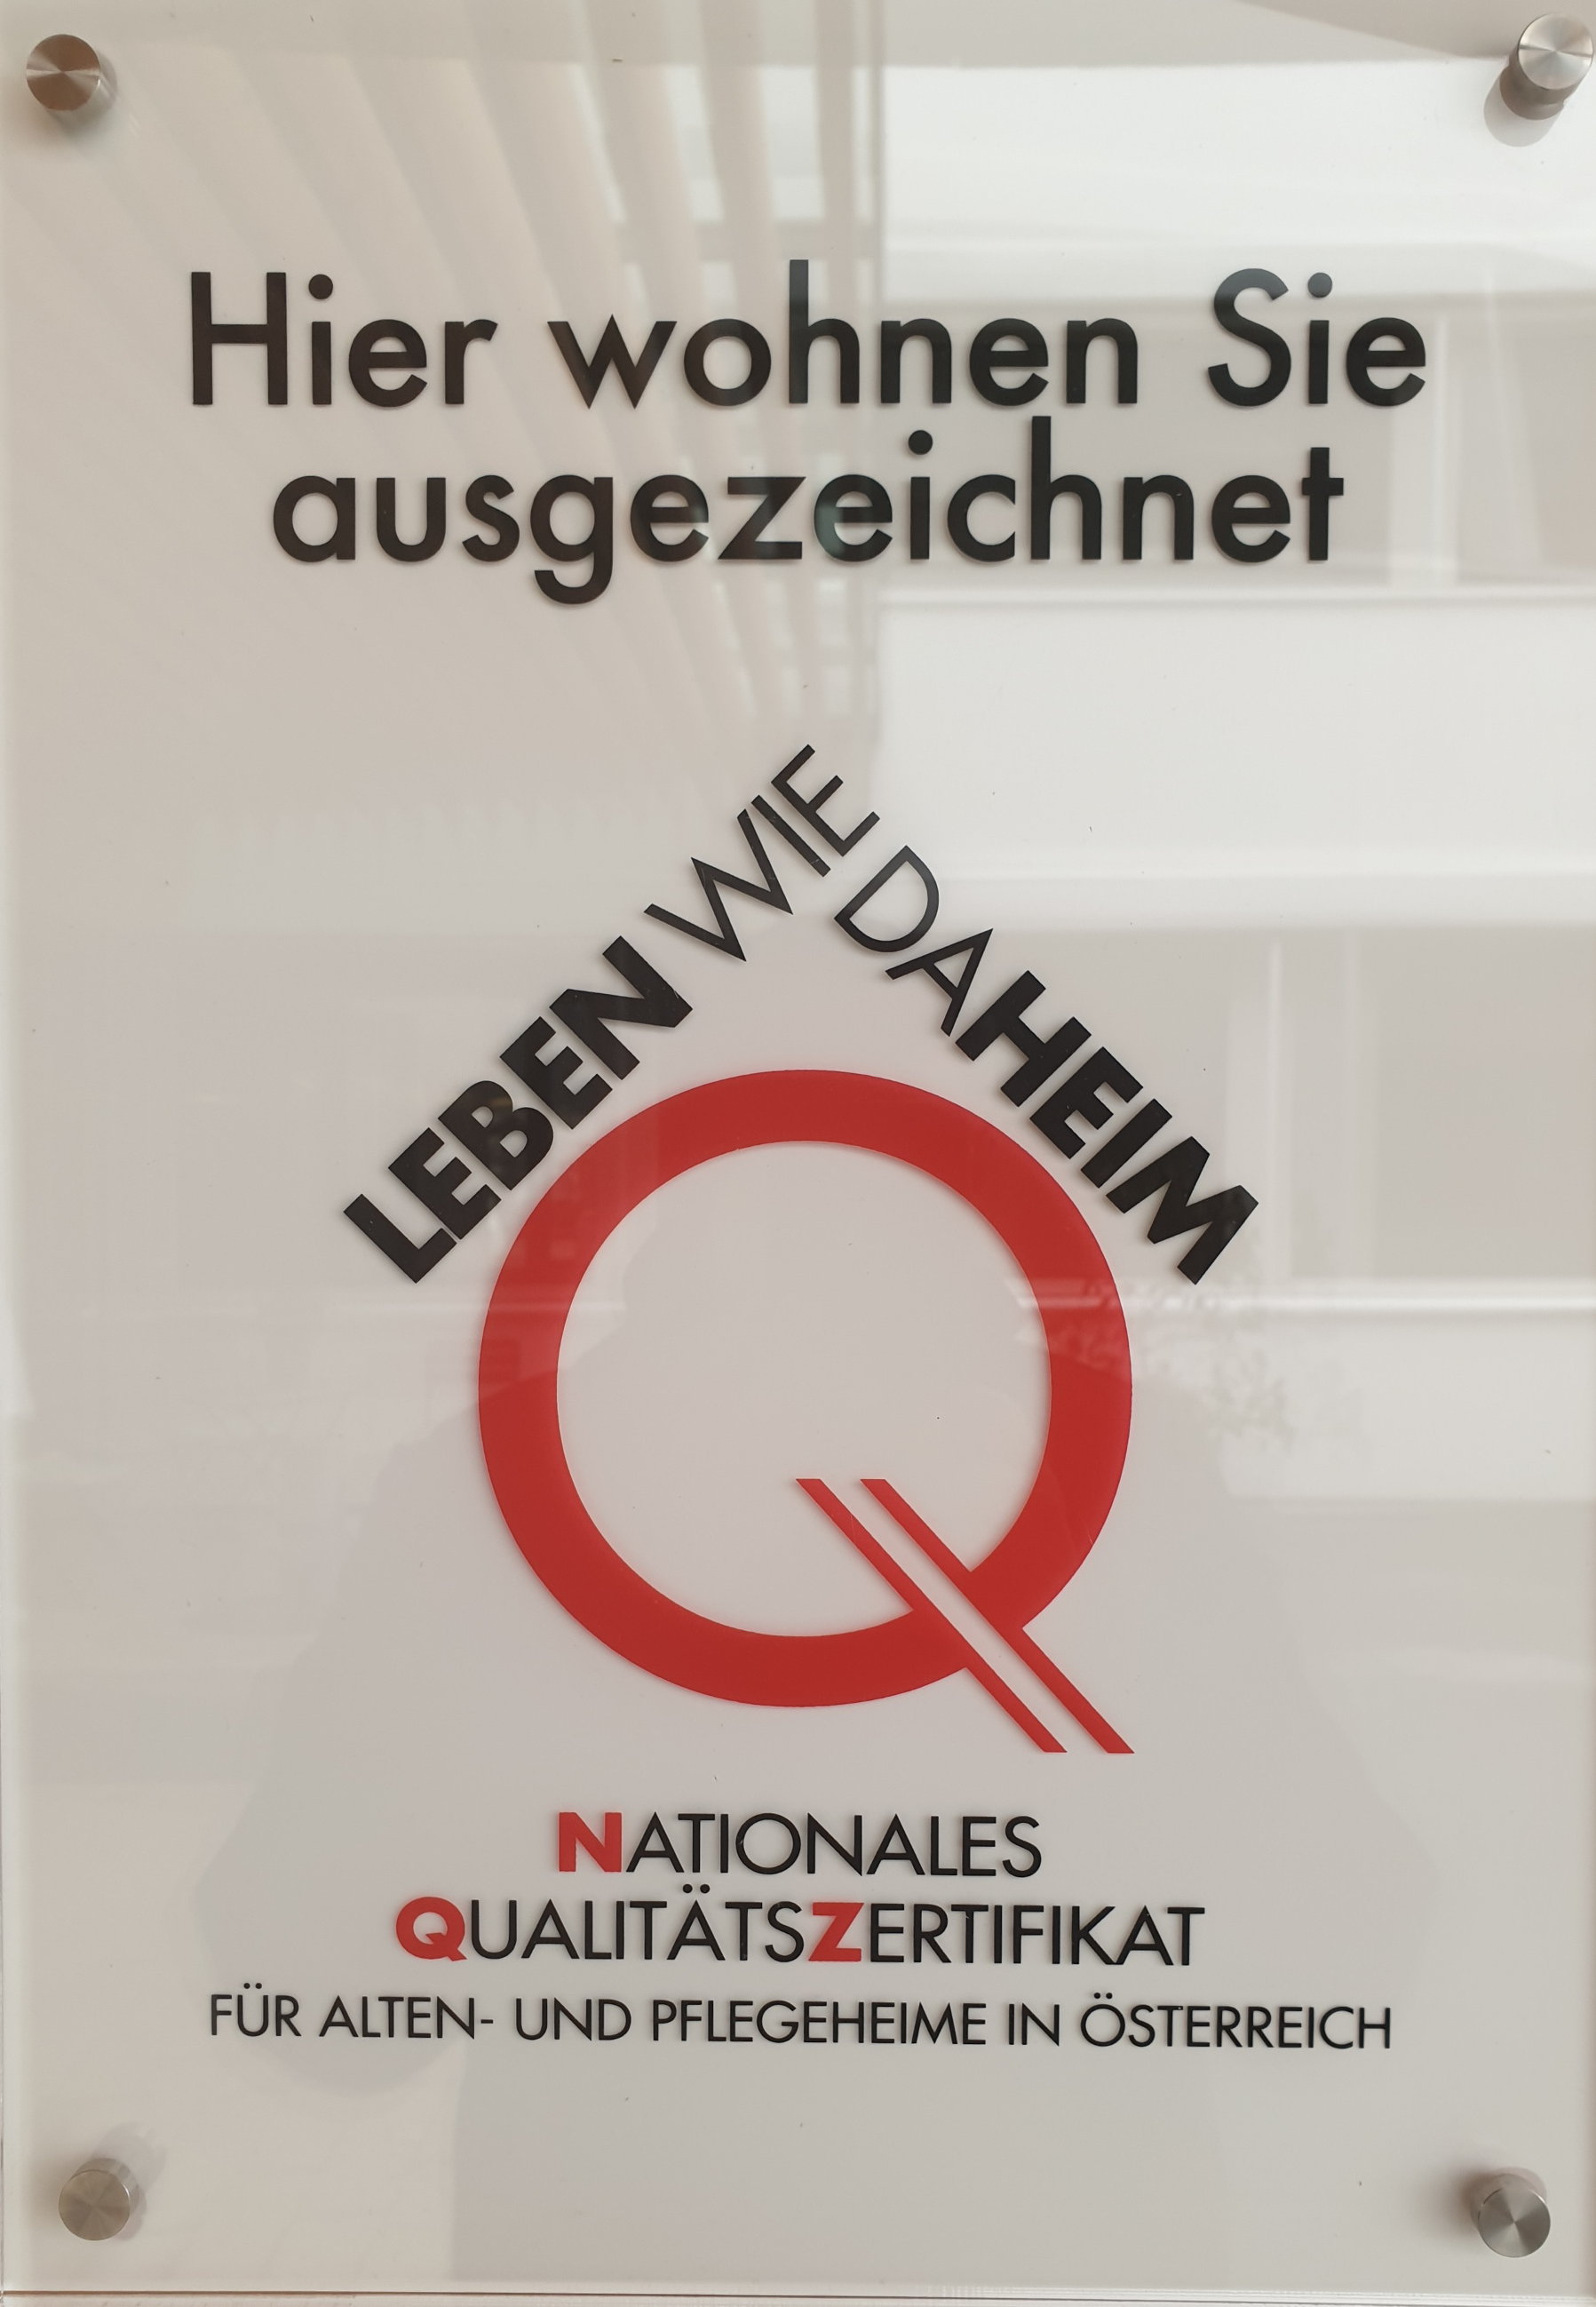 Hier wohnen Sie
ausgezeichnet
LEBEN WIE DAHEIM
Q
NATIONALES
QUALITÄTSZERTIFIKAT
FÜR ALTEN- UND PFLEGEHEIME IN ÖSTERREICH